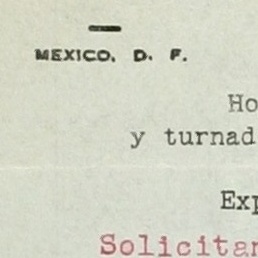 MEXICO, D. F.
Ho
y turnad
Exp
Solicitan